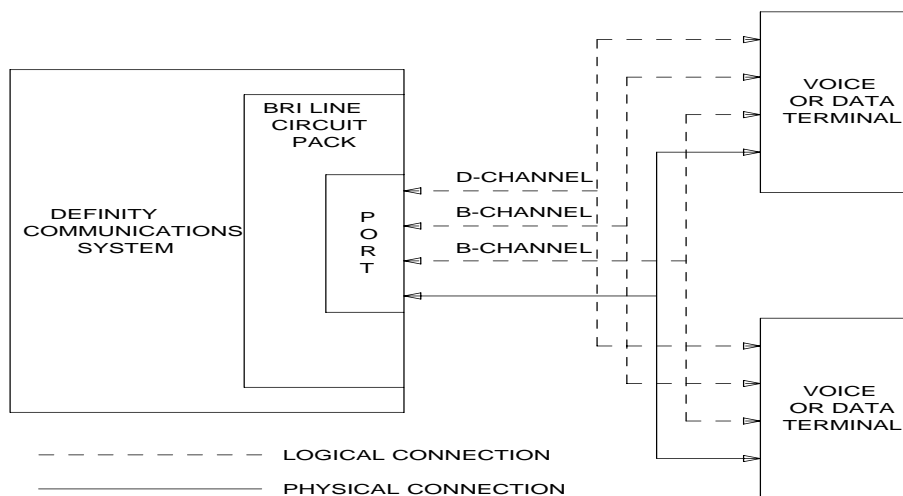 DEFINITY
COMMUNICATIONS
SYSTEM
BRI LINE
CIRCUIT
PACK
PORT
D-CHANNEL
B-CHANNEL
B-CHANNEL
VOICE
OR DATA
TERMINAL
VOICE
OR DATA
TERMINAL
LOGICAL CONNECTION
PHYSICAL CONNECTION